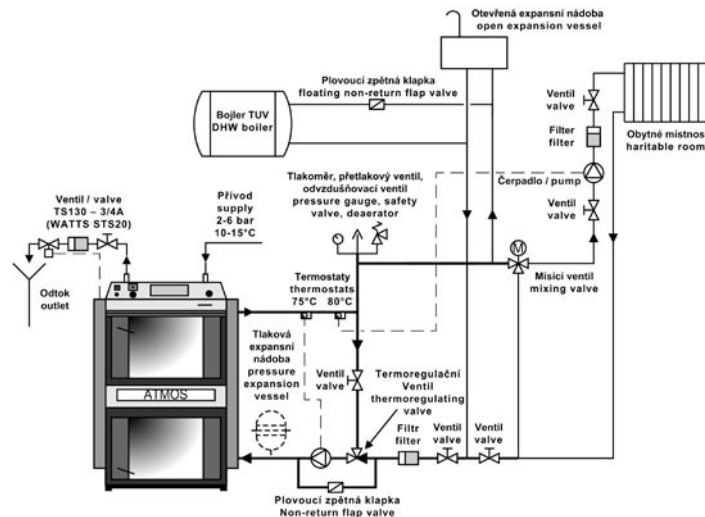 Otevřená expansní nádoba
open expansion vessel
Plovoucí zpětná klapka
floating non-return flap valve
Bojler TUV
DHW boiler
Ventil
valve
Filter
filter
Obytné místnos
haritable room
Tlakoměr, přetlakový ventil,
odvzdušňovací ventil
pressure gauge, safety
valve, deaerator
Čerpadlo / pump
Ventil
valve
Ventil / valve
TS130 – 3/4A
(WATTS STS20)
Přívod
supply
2-6 bar
10-15°C
M
Mísící ventil
mixing valve
Odtok
outlet
Termostaty
thermostats
75°C 80°C
Tlaková
expansní
nádoba
pressure
expansion
vessel
Ventil
valve
Termoregulační
Ventil
thermoregulating
valve
ATMOS
Filtr
filter
Ventil
valve
Ventil
valve
Plovoucí zpětná klapka
Non-return flap valve